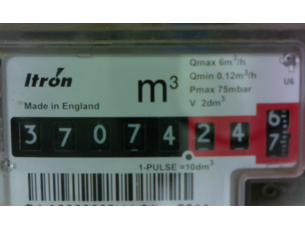 Itrón
m³
Qmax 6m³/h
Qmin 0.12m³/h
Pmax 75mbar
V 2dm³
U6
Made in England
3 7 0 7 4 2 4 6
7
1-PULSE =10dm³